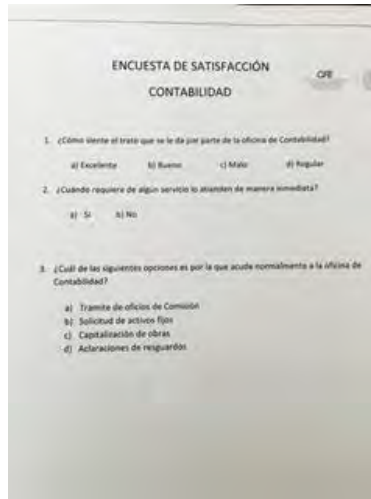 ENCUESTA DE SATISFACCIÓN
CFE
CONTABILIDAD
1. ¿Cómo siente el trato que se le da por parte de la oficina de Contabilidad?
a) Excelente b) Bueno c) Malo d) Regular
2. ¿Cuándo requiere de algún servicio lo atienden de manera inmediata?
a) Si b) No
3. ¿Cuál de las siguientes opciones es por la que acude normalmente a la oficina de
Contabilidad?
a) Tramite de oficios de Comisión
b) Solicitud de activos fijos
c) Capitalización de obras
d) Aclaraciones de resguardos